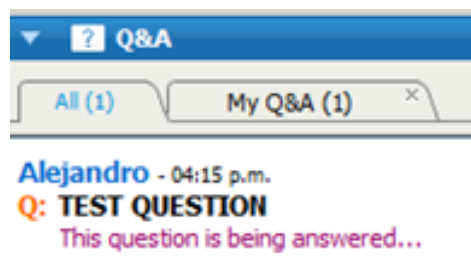 ? Q&A
All (1) My Q&A (1) ×
Alejandro - 04:15 p.m.
Q: TEST QUESTION
This question is being answered...